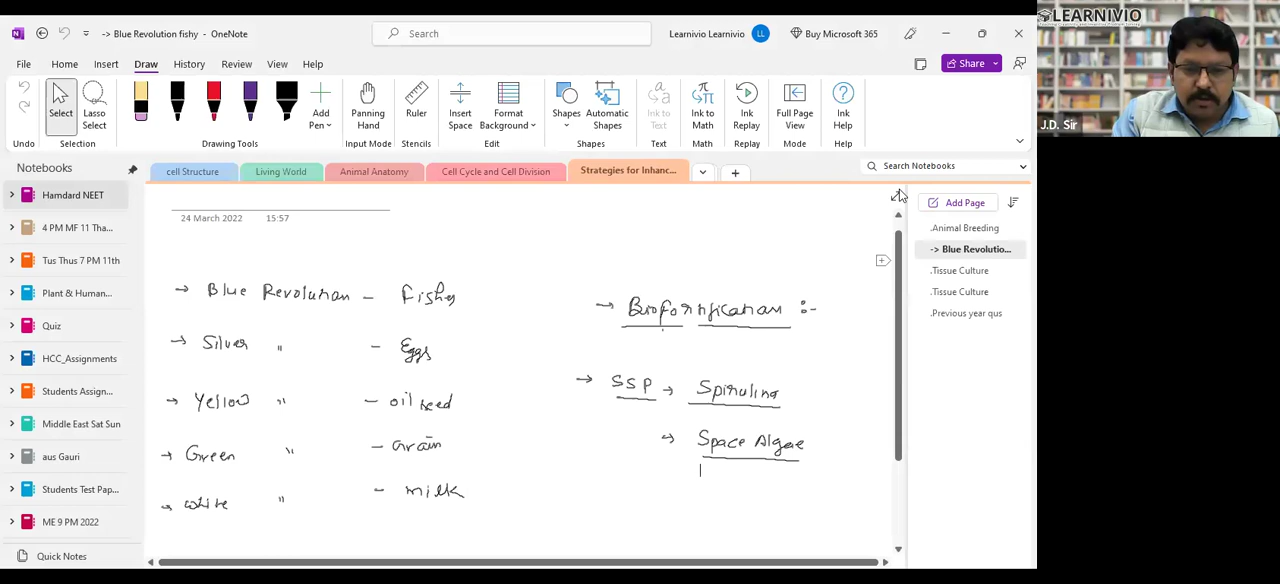 -> Blue Revolution fishy - OneNote
Search
Learnivio Learnivio
LL
Buy Microsoft 365
LEARNIVIO
File Home Insert Draw History Review View Help
Share
Select
Lasso Select
Add Pen
Panning Hand
Ruler
Insert Space
Format Background
Shapes
Automatic Shapes
Ink to Text
Ink to Math
Ink Replay
Full Page View
Ink Help
Undo Selection Drawing Tools Input Mode Stencils Edit Shapes Text Math Replay Mode Help
J.D. Sir
Notebooks
cell Structure
Living World
Animal Anatomy
Cell Cycle and Cell Division
Strategies for Inhanc...
Search Notebooks
Hamdard NEET
4 PM MF 11 Tha...
Tus Thus 7 PM 11th
Plant & Human...
Quiz
HCC_Assignments
Students Assign...
Middle East Sat Sun
aus Gauri
Students Test Pap...
ME 9 PM 2022
Quick Notes
24 March 2022 15:57
→ Blue Revolution -
→ Silver " - Eggs
→ Yellow " - oil seed
→ Green " - Grain
→ white " - milk
→ Biofortification :-
→ SSP → Spirulina
→ Space Algae
Add Page
.Animal Breeding
-> Blue Revolutio...
.Tissue Culture
.Tissue Culture
.Previous year qus